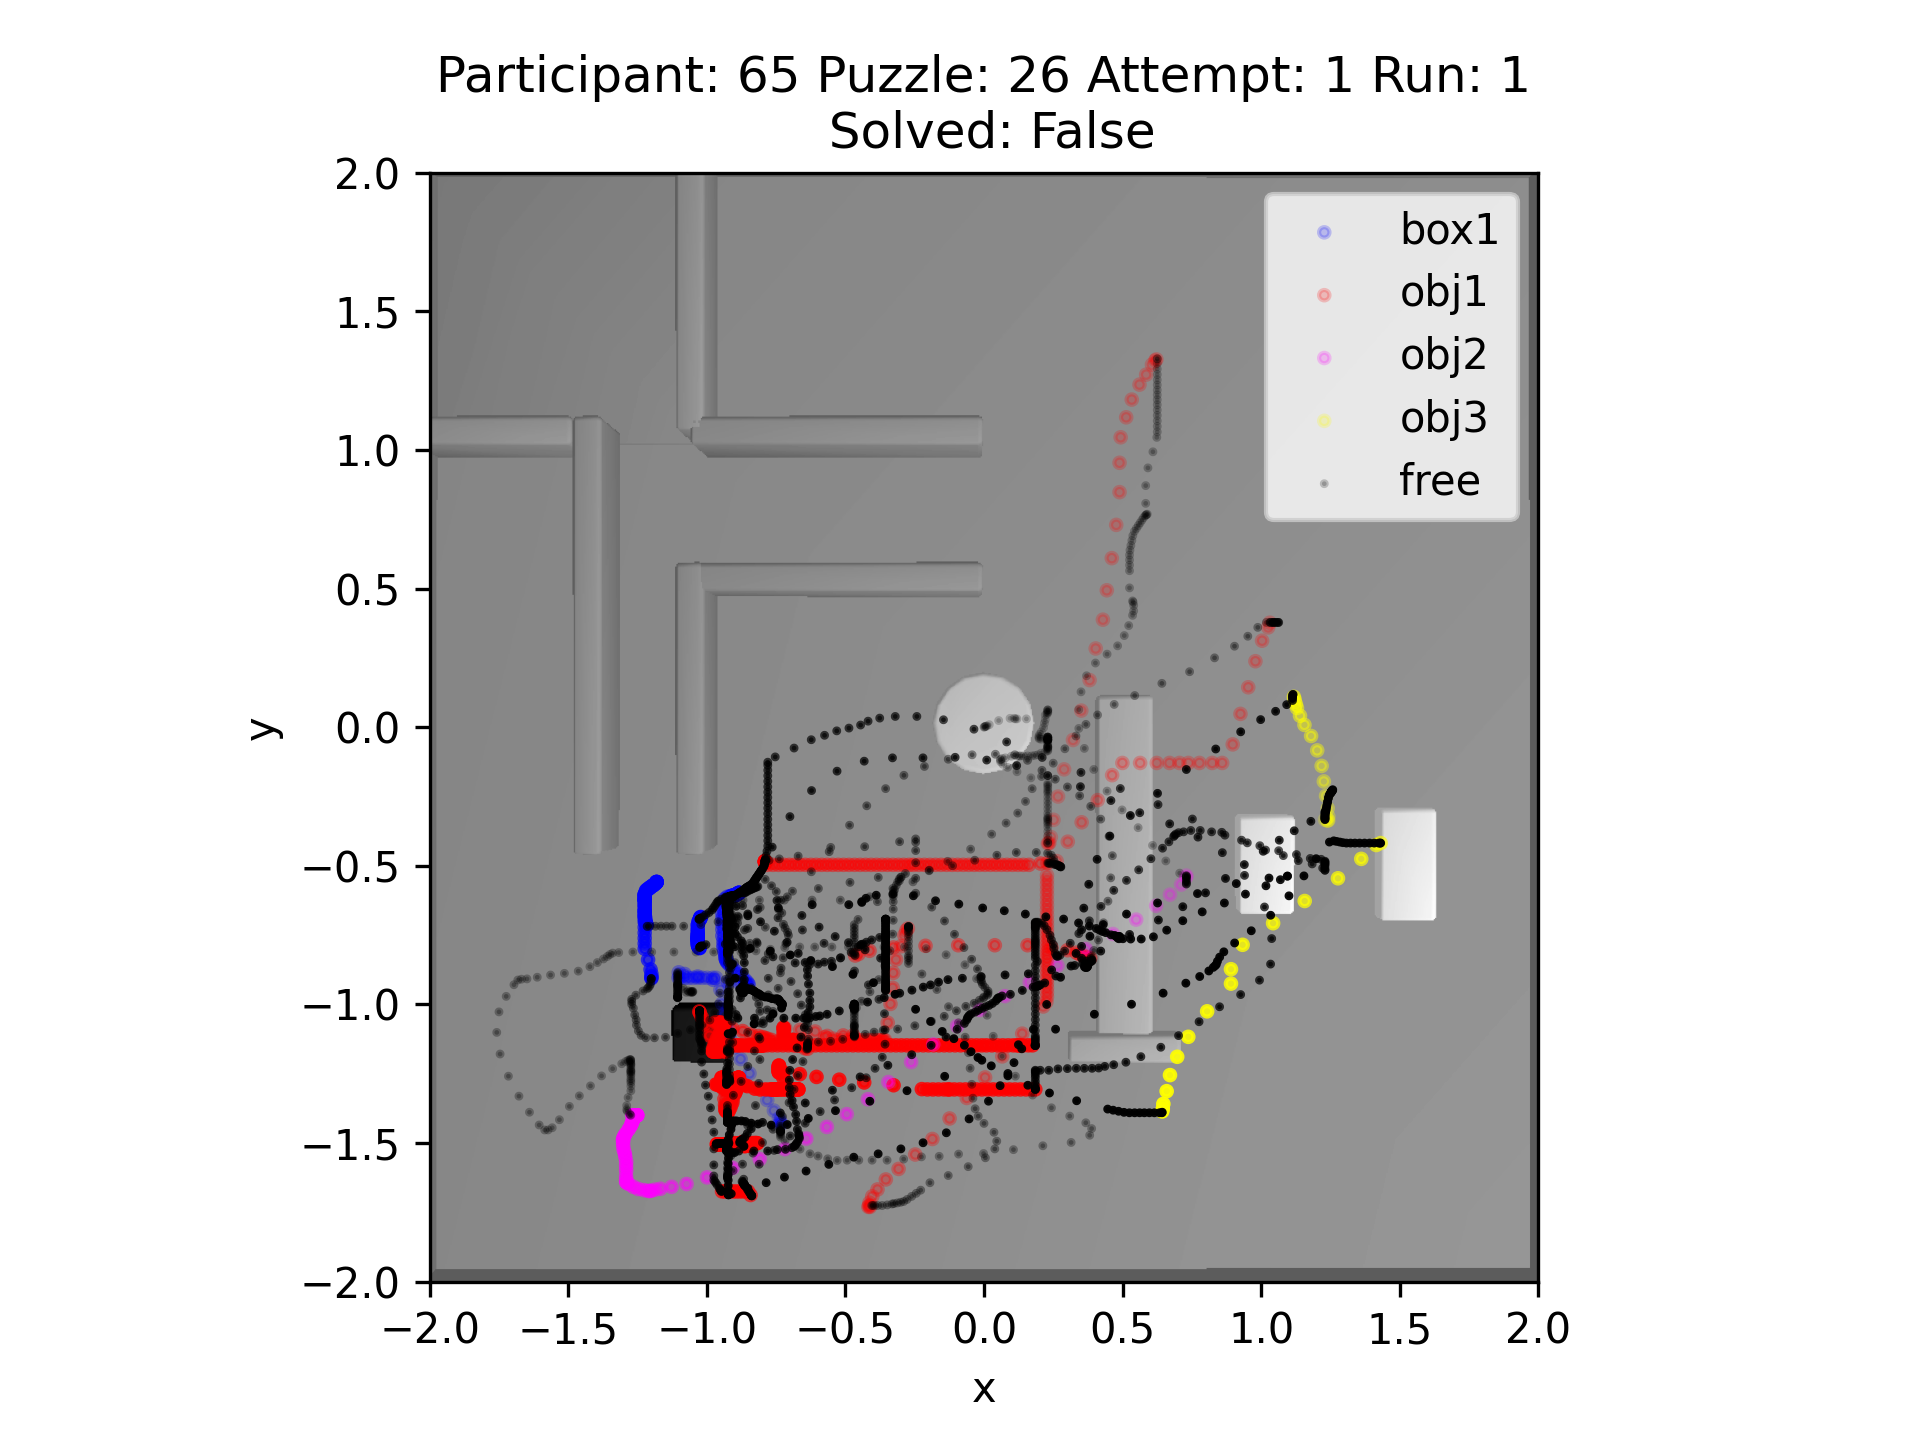 Participant: 65 Puzzle: 26 Attempt: 1 Run: 1
Solved: False
2.0
1.5
1.0
0.5
0.0
−0.5
−1.0
−1.5
−2.0
y
box1
obj1
obj2
obj3
free
−2.0 −1.5 −1.0 −0.5 0.0 0.5 1.0 1.5 2.0
x